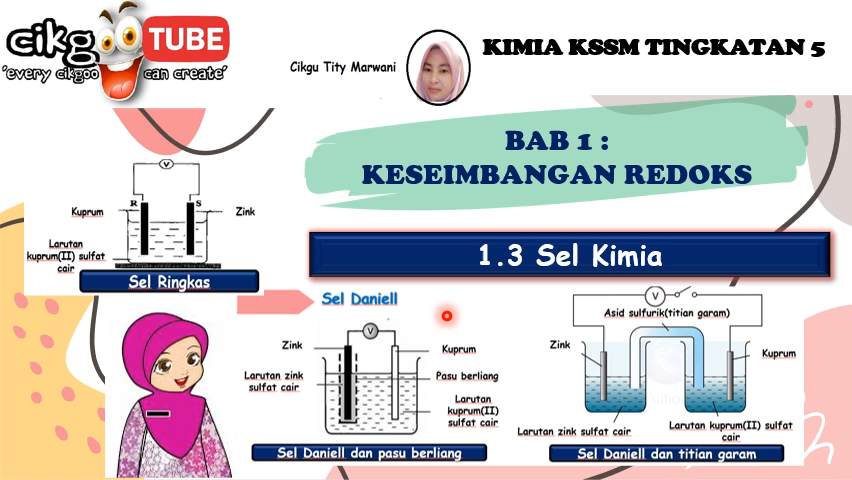 cikgoo TUBE
'every cikgoo can create'
Cikgu Tity Marwani
KIMIA KSSM TINGKATAN 5
BAB 1 :
KESEIMBANGAN REDOKS
1.3 Sel Kimia
V
R
S
Kuprum
Zink
Larutan
kuprum(II) sulfat
cair
Sel Ringkas
Sel Daniell
V
Zink
Kuprum
Larutan zink
sulfat cair
Pasu berliang
Larutan
kuprum(II)
sulfat cair
Sel Daniell dan pasu berliang
V
Asid sulfurik(titian garam)
Zink
Kuprum
Larutan zink sulfat cair
Larutan kuprum(II) sulfat
cair
Sel Daniell dan titian garam